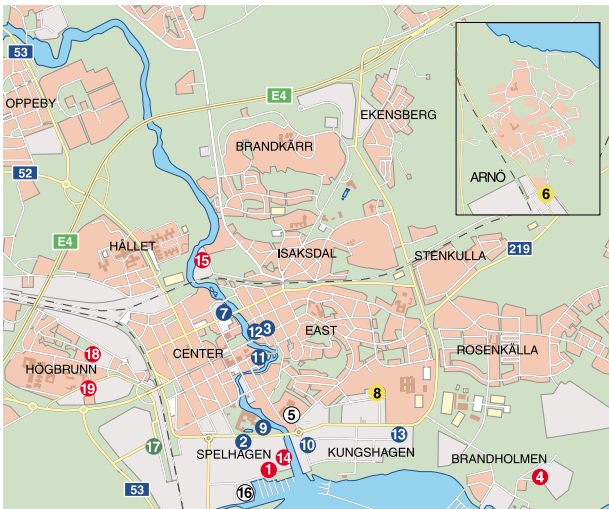 53
OPPEBY
E4
EKENSBERG
BRANDKÄRR
52
ARNÖ
6
E4
HÅLLET
15
ISAKSDAL
STENKULLA
219
7
12
3
EAST
CENTER
11
ROSENKÄLLA
18
HÖGBRUNN
19
8
5
9
17
2
10
13
SPELHAGEN
KUNGSHAGEN
14
BRANDHOLMEN
1
4
53
16